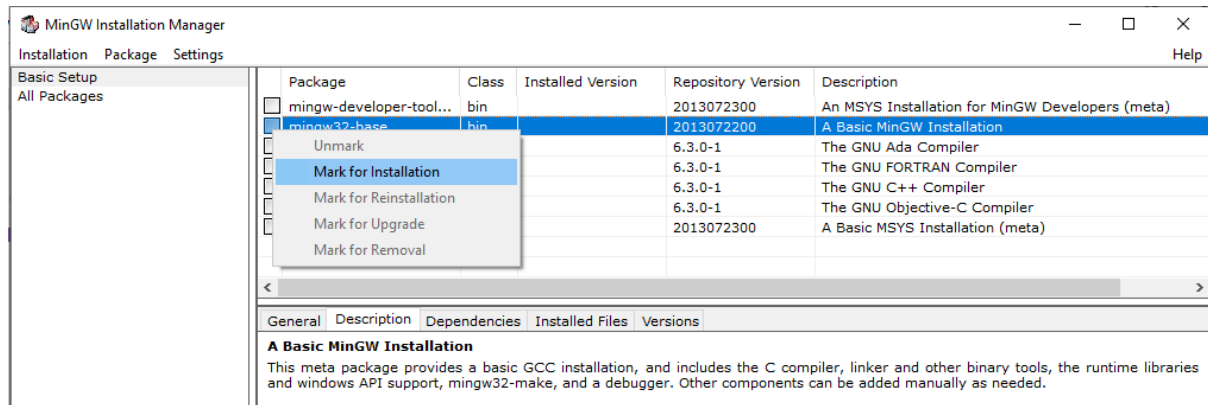 MinGW Installation Manager
Installation Package Settings Help
Basic Setup
All Packages
Package Class Installed Version Repository Version Description
mingw-developer-tool... bin 2013072300 An MSYS Installation for MinGW Developers (meta)
mingw32-base bin 2013072200 A Basic MinGW Installation
Unmark 6.3.0-1 The GNU Ada Compiler
Mark for Installation 6.3.0-1 The GNU FORTRAN Compiler
Mark for Reinstallation 6.3.0-1 The GNU C++ Compiler
Mark for Upgrade 6.3.0-1 The GNU Objective-C Compiler
Mark for Removal 2013072300 A Basic MSYS Installation (meta)
General Description Dependencies Installed Files Versions
A Basic MinGW Installation
This meta package provides a basic GCC installation, and includes the C compiler, linker and other binary tools, the runtime libraries
and windows API support, mingw32-make, and a debugger. Other components can be added manually as needed.